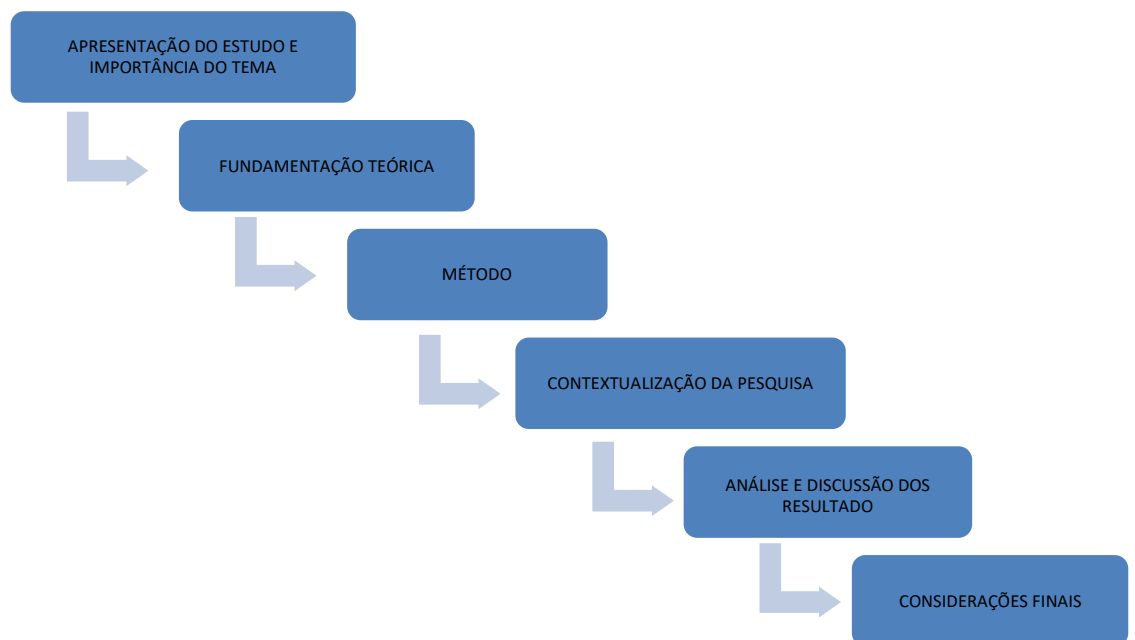 APRESENTAÇÃO DO ESTUDO E
IMPORTÂNCIA DO TEMA
FUNDAMENTAÇÃO TEÓRICA
MÉTODO
CONTEXTUALIZAÇÃO DA PESQUISA
ANÁLISE E DISCUSSÃO DOS
RESULTADO
CONSIDERAÇÕES FINAIS